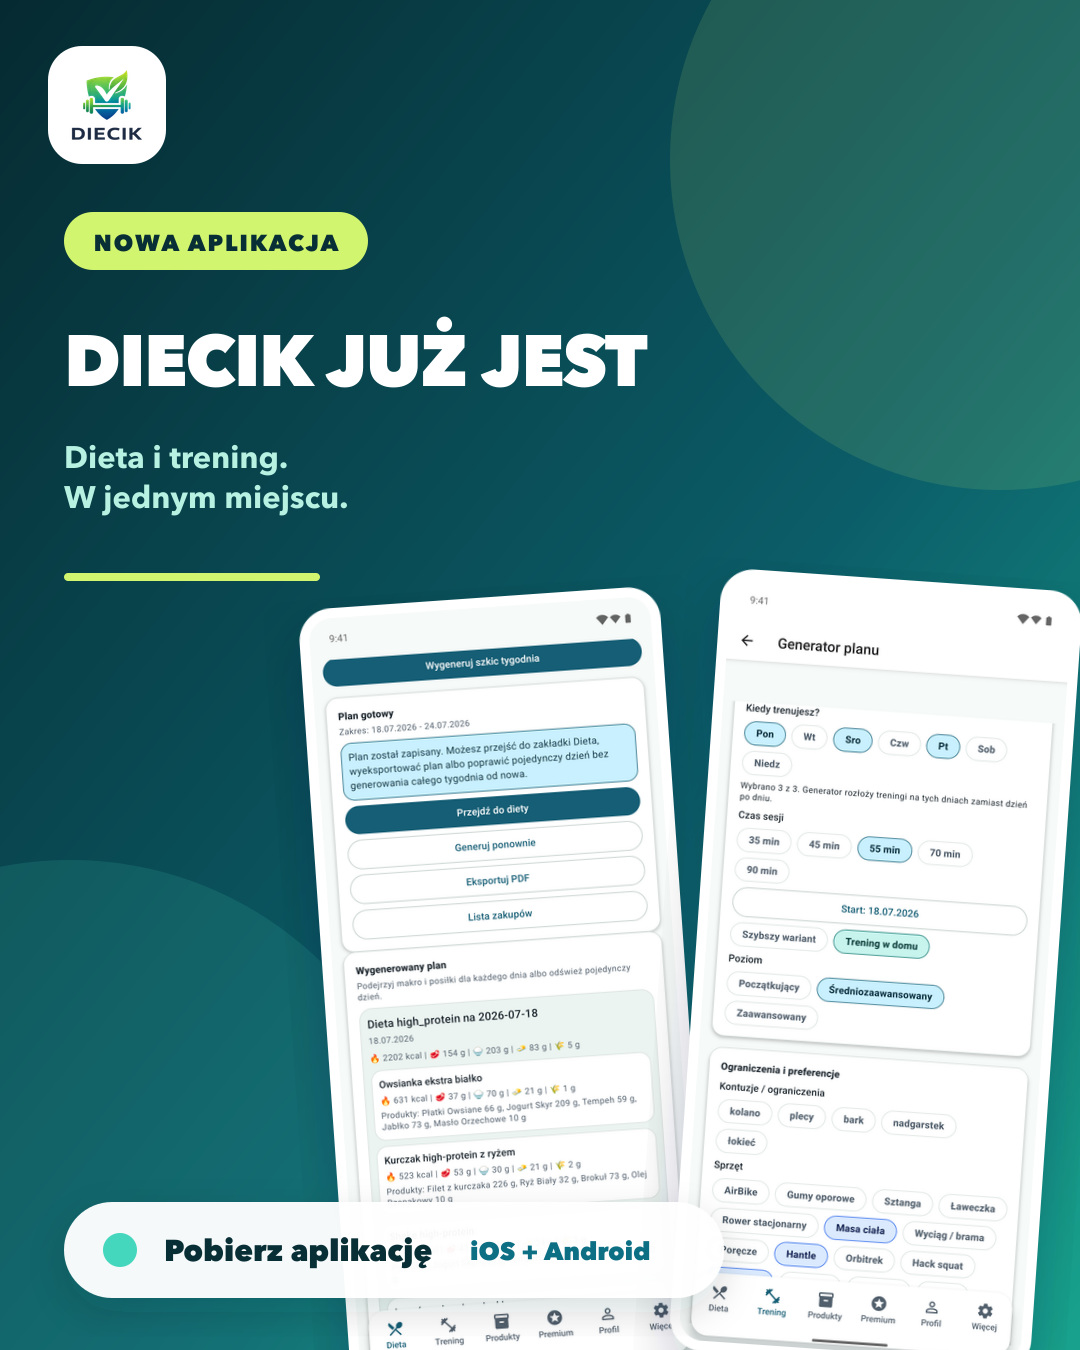 DIECIK
NOWA APLIKACJA
DIECIK JUŻ JEST
Dieta i trening.
W jednym miejscu.
9:41
Wygeneruj szkic tygodnia
Plan gotowy
Zakres: 18.07.2026 - 24.07.2026
Plan został zapisany. Możesz przejść do zakładki Dieta,
wyeksportować plan albo poprawić pojedynczy dzień bez
generowania całego tygodnia od nowa.
Przejdź do diety
Generuj ponownie
Eksportuj PDF
Lista zakupów
Wygenerowany plan
Podejrzyj makro i posiłki dla każdego dnia albo odśwież pojedynczy
dzień.
Dieta high_protein na 2026-07-18
18.07.2026
🔥 2202 kcal | 🥩 154 g | 🍚 203 g | 🧈 83 g | 🌾 5 g
Owsianka ekstra białko
🔥 631 kcal | 🥩 37 g | 🍚 70 g | 🧈 21 g | 🌾 1 g
Produkty: Płatki Owsiane 66 g, Jogurt Skyr 209 g, Tempeh 59 g,
Jabłko 73 g, Masło Orzechowe 10 g
Kurczak high-protein z ryżem
🔥 523 kcal | 🥩 53 g | 🍚 30 g | 🧈 21 g | 🌾 2 g
Produkty: Filet z kurczaka 226 g, Ryż Biały 32 g, Brokuł 73 g, Olej
Rzepakowy 10 g
Dieta
Trening
Produkty
Premium
Profil
Więcej
9:41
Generator planu
Kiedy trenujesz?
Pon Wt Sro Czw Pt Sob
Niedz
Wybrano 3 z 3. Generator rozłoży treningi na tych dniach zamiast dzień
po dniu.
Czas sesji
35 min 45 min 55 min 70 min
90 min
Start: 18.07.2026
Szybszy wariant Trening w domu
Poziom
Początkujący Średniozaawansowany
Zaawansowany
Ograniczenia i preferencje
Kontuzje / ograniczenia
kolano plecy bark nadgarstek
łokieć
Sprzęt
AirBike Gumy oporowe Sztanga Ławeczka
Rower stacjonarny Masa ciała Wyciąg / brama
Poręcze Hantle Orbitrek Hack squat
Dieta
Trening
Produkty
Premium
Profil
Więcej
Pobierz aplikację iOS + Android